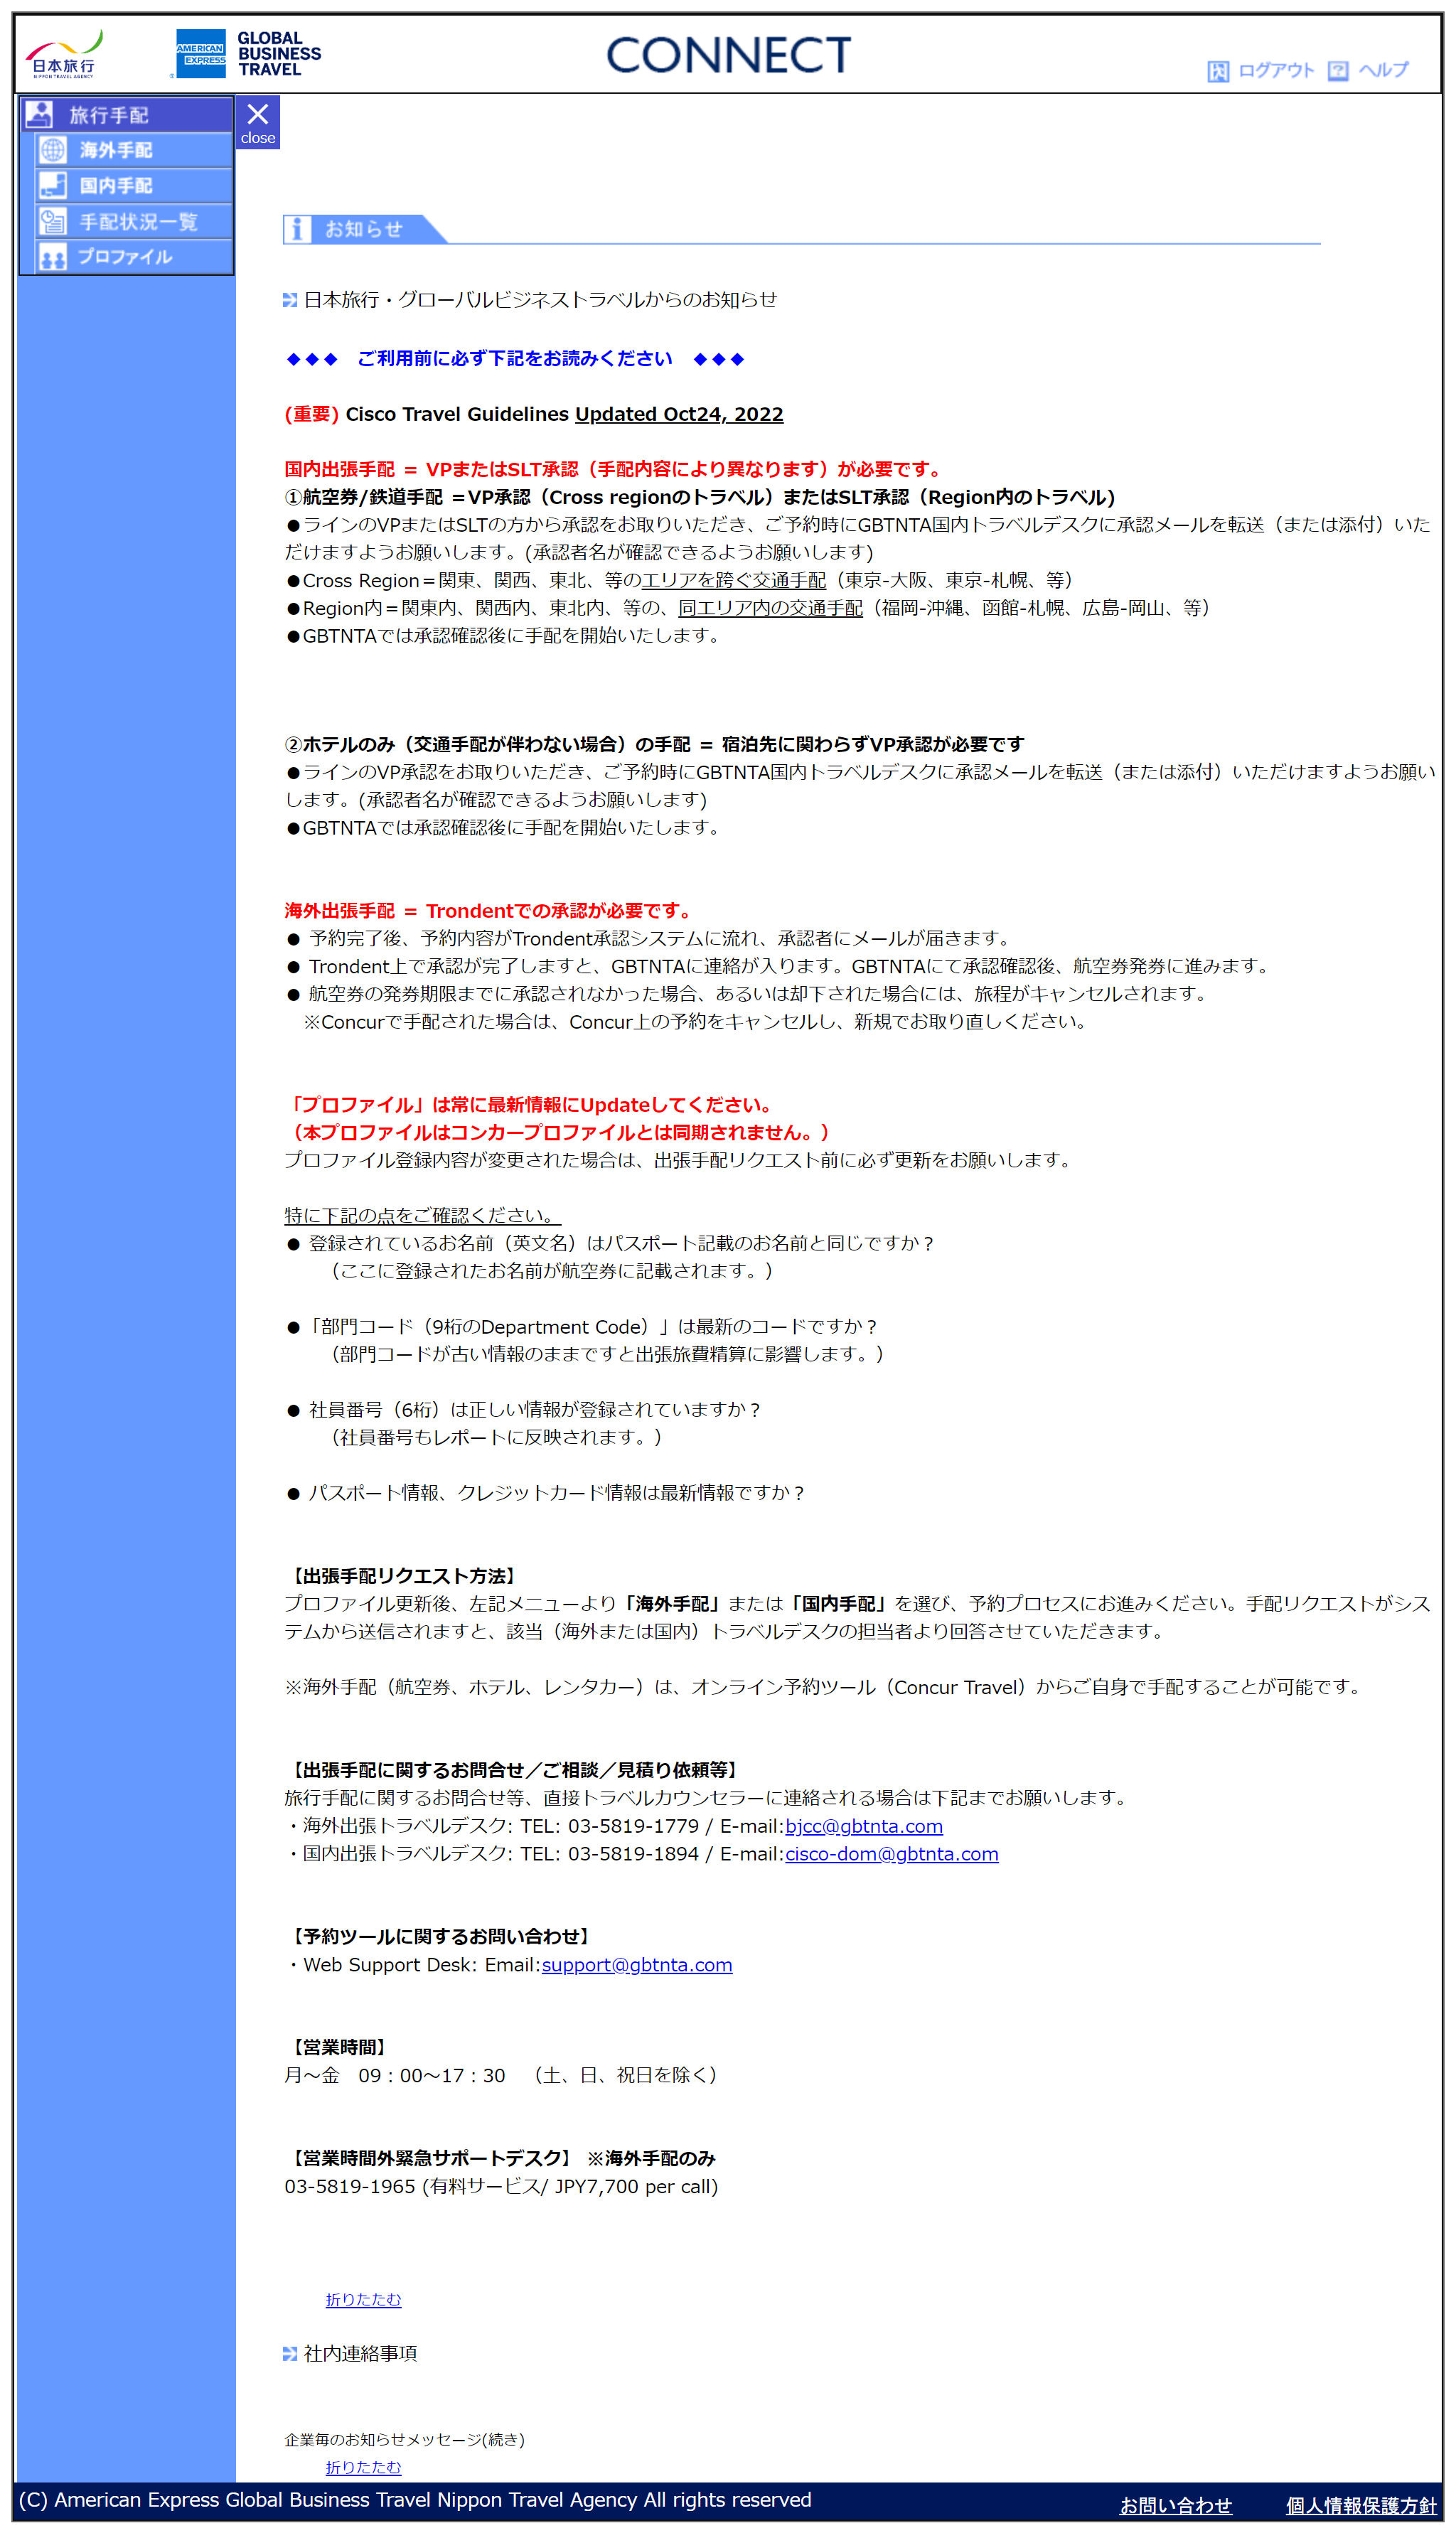 日本旅行
NIPPON TRAVEL AGENCY
AMERICAN EXPRESS
GLOBAL BUSINESS TRAVEL
CONNECT
ログアウト ヘルプ
旅行手配
close
海外手配
国内手配
手配状況一覧
プロファイル
お知らせ
日本旅行・グローバルビジネストラベルからのお知らせ
◆◆◆　ご利用前に必ず下記をお読みください　◆◆◆
(重要) Cisco Travel Guidelines Updated Oct24, 2022
国内出張手配 ＝ VPまたはSLT承認（手配内容により異なります）が必要です。
①航空券/鉄道手配 ＝VP承認（Cross regionのトラベル）またはSLT承認（Region内のトラベル)
●ラインのVPまたはSLTの方から承認をお取りいただき、ご予約時にGBTNTA国内トラベルデスクに承認メールを転送（または添付）いた
だけますようお願いします。(承認者名が確認できるようお願いします)
●Cross Region＝関東、関西、東北、等のエリアを跨ぐ交通手配（東京-大阪、東京-札幌、等）
●Region内＝関東内、関西内、東北内、等の、同エリア内の交通手配（福岡-沖縄、函館-札幌、広島-岡山、等）
●GBTNTAでは承認確認後に手配を開始いたします。
②ホテルのみ（交通手配が伴わない場合）の手配 ＝ 宿泊先に関わらずVP承認が必要です
●ラインのVP承認をお取りいただき、ご予約時にGBTNTA国内トラベルデスクに承認メールを転送（または添付）いただけますようお願い
します。(承認者名が確認できるようお願いします)
●GBTNTAでは承認確認後に手配を開始いたします。
海外出張手配 ＝ Trondentでの承認が必要です。
● 予約完了後、予約内容がTrondent承認システムに流れ、承認者にメールが届きます。
● Trondent上で承認が完了しますと、GBTNTAに連絡が入ります。GBTNTAにて承認確認後、航空券発券に進みます。
● 航空券の発券期限までに承認されなかった場合、あるいは却下された場合には、旅程がキャンセルされます。
※Concurで手配された場合は、Concur上の予約をキャンセルし、新規でお取り直しください。
「プロファイル」は常に最新情報にUpdateしてください。
（本プロファイルはコンカープロファイルとは同期されません。）
プロファイル登録内容が変更された場合は、出張手配リクエスト前に必ず更新をお願いします。
特に下記の点をご確認ください。
● 登録されているお名前（英文名）はパスポート記載のお名前と同じですか？
（ここに登録されたお名前が航空券に記載されます。）
●「部門コード（9桁のDepartment Code）」は最新のコードですか？
（部門コードが古い情報のままですと出張旅費精算に影響します。）
● 社員番号（6桁）は正しい情報が登録されていますか？
（社員番号もレポートに反映されます。）
● パスポート情報、クレジットカード情報は最新情報ですか？
【出張手配リクエスト方法】
プロファイル更新後、左記メニューより「海外手配」または「国内手配」を選び、予約プロセスにお進みください。手配リクエストがシス
テムから送信されますと、該当（海外または国内）トラベルデスクの担当者より回答させていただきます。
※海外手配（航空券、ホテル、レンタカー）は、オンライン予約ツール（Concur Travel）からご自身で手配することが可能です。
【出張手配に関するお問合せ／ご相談／見積り依頼等】
旅行手配に関するお問合せ等、直接トラベルカウンセラーに連絡される場合は下記までお願いします。
・海外出張トラベルデスク: TEL: 03-5819-1779 / E-mail:bjcc@gbtnta.com
・国内出張トラベルデスク: TEL: 03-5819-1894 / E-mail:cisco-dom@gbtnta.com
【予約ツールに関するお問い合わせ】
・Web Support Desk: Email:support@gbtnta.com
【営業時間】
月～金　09：00～17：30　（土、日、祝日を除く）
【営業時間外緊急サポートデスク】 ※海外手配のみ
03-5819-1965 (有料サービス/ JPY7,700 per call)
折りたたむ
社内連絡事項
企業毎のお知らせメッセージ(続き)
折りたたむ
(C) American Express Global Business Travel Nippon Travel Agency All rights reserved
お問い合わせ 個人情報保護方針